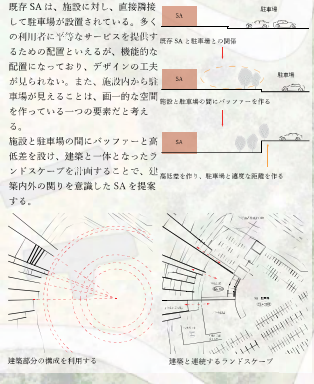 既存 SA は、施設に対し、直接隣接
して駐車場が設置されている。多く
の利用者に平等なサービスを提供す
るための配置といえるが、機能的な
配置になっており、デザインの工夫
が見られない。また、施設内から駐
車場が見えることは、画一的な空間
を作っている一つの要素だと考え
る。
施設と駐車場の間にバッファーと高
低差を設け、建築と一体となったラ
ンドスケープを計画することで、建
築内外の関りを意識した SA を提案
する。
SA
駐車場
既存 SA と駐車場との関係
SA
駐車場
施設と駐車場の間にバッファーを作る
SA
高低差を作り、駐車場と適度な距離を作る
建築部分の構成を利用する
建築と連続するランドスケープ